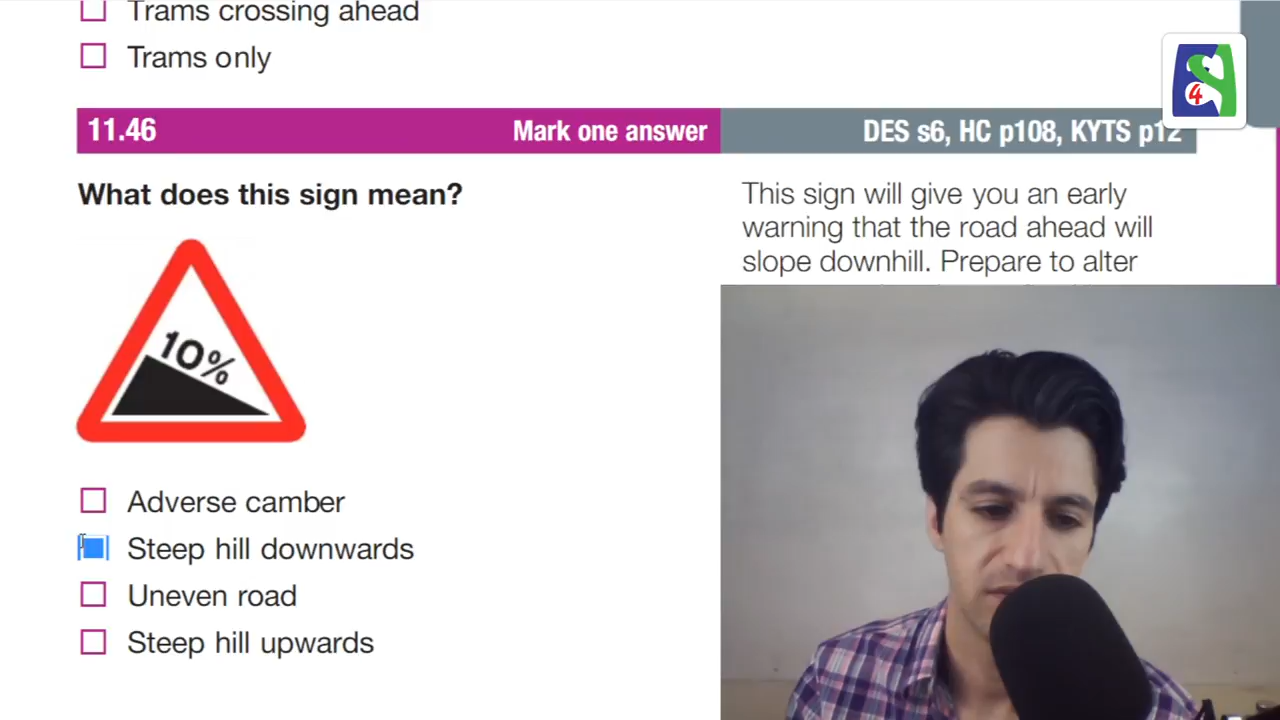 Trams crossing ahead
Trams only
11.46 Mark one answer DES s6, HC p108, KYTS p12
What does this sign mean?
10%
Adverse camber
Steep hill downwards
Uneven road
Steep hill upwards
This sign will give you an early
warning that the road ahead will
slope downhill. Prepare to alter
4